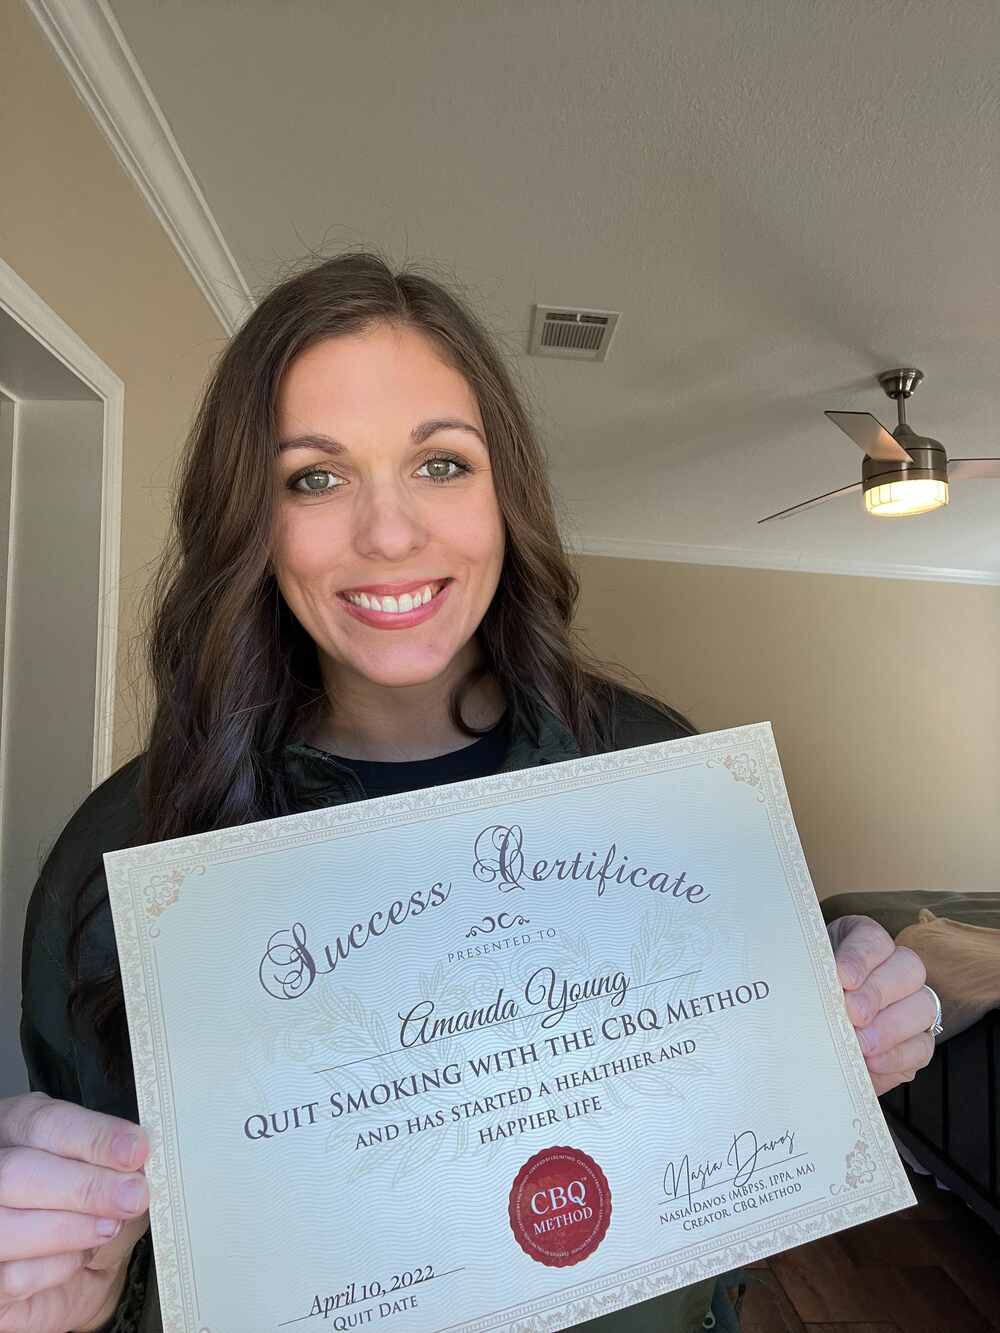 Success Certificate
PRESENTED TO
Amanda Young
QUIT SMOKING WITH THE CBQ METHOD
AND HAS STARTED A HEALTHIER AND
HAPPIER LIFE
CBQ
METHOD
Nasia Davos
NASIA DAVOS (MBPSS, IPPA, MA)
CREATOR, CBQ METHOD
April 10, 2022
QUIT DATE